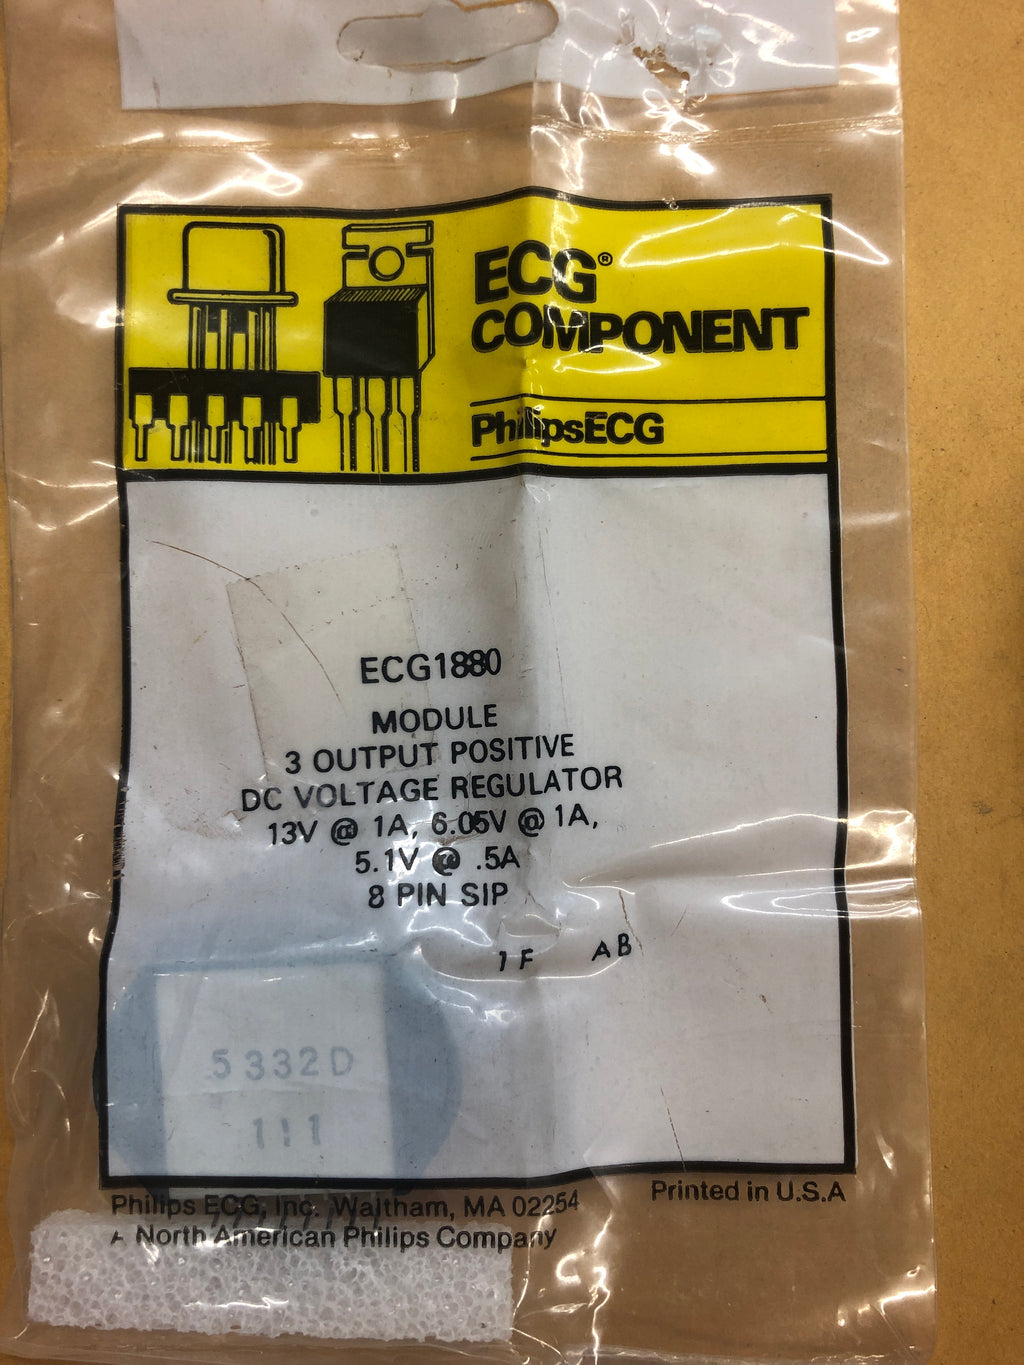 ECG®
COMPONENT
PhilipsECG
ECG1880
MODULE
3 OUTPUT POSITIVE
DC VOLTAGE REGULATOR
13V @ 1A, 6.05V @ 1A,
5.1V @ .5A
8 PIN SIP
1F AB
5332D
111
Philips ECG, Inc. Waltham, MA 02254
A North American Philips Company
Printed in U.S.A